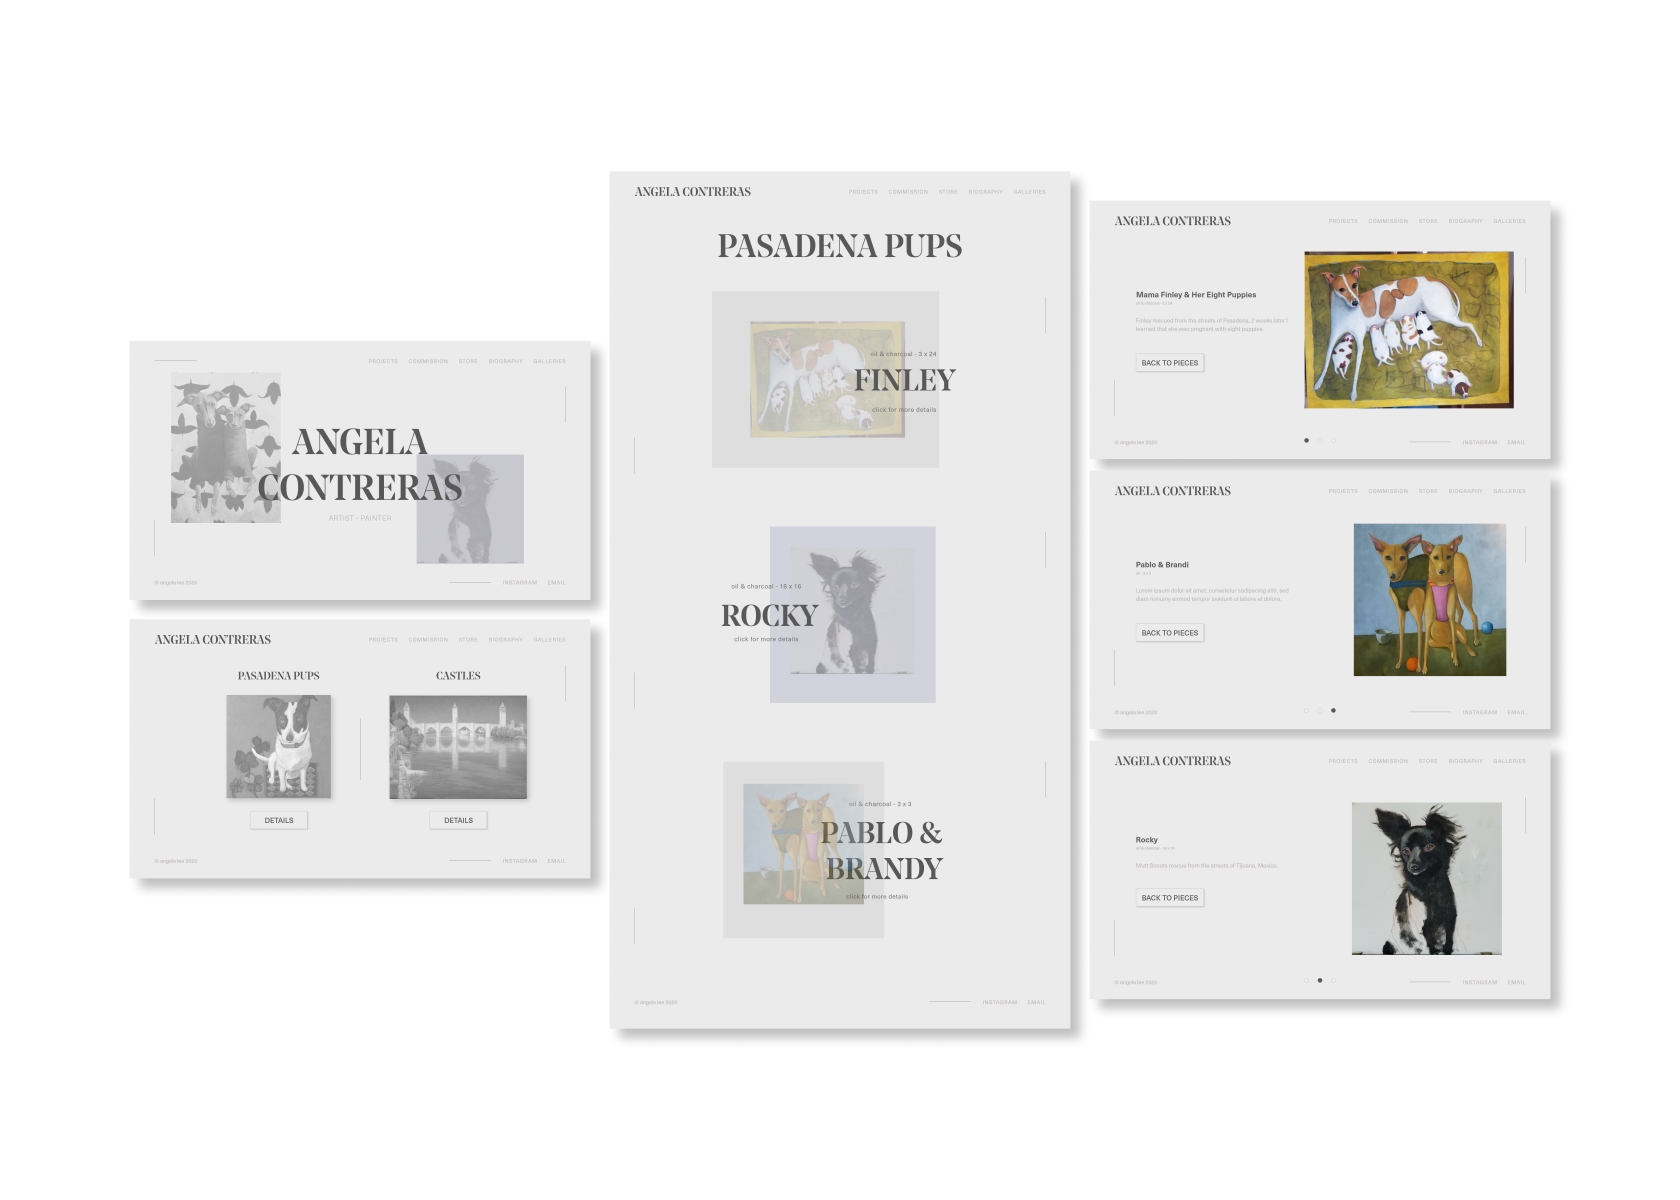 PROJECTS COMMISSION STORE BIOGRAPHY GALLERIES
ANGELA
CONTRERAS
ARTIST - PAINTER
© angela lee 2020
INSTAGRAM EMAIL
ANGELA CONTRERAS
PROJECTS COMMISSION STORE BIOGRAPHY GALLERIES
PASADENA PUPS
CASTLES
DETAILS
DETAILS
© angela lee 2020
INSTAGRAM EMAIL
ANGELA CONTRERAS
PROJECTS COMMISSION STORE BIOGRAPHY GALLERIES
PASADENA PUPS
oil & charcoal - 3 x 24
FINLEY
click for more details
oil & charcoal - 16 x 16
ROCKY
click for more details
oil & charcoal - 3 x 3
PABLO &
BRANDY
click for more details
© angela lee 2020
INSTAGRAM EMAIL
ANGELA CONTRERAS
PROJECTS COMMISSION STORE BIOGRAPHY GALLERIES
Mama Finley & Her Eight Puppies
Finley rescued from the streets of Pasadena, 2 weeks later I
learned that she was pregnant with eight puppies.
BACK TO PIECES
© angela lee 2020
INSTAGRAM EMAIL
ANGELA CONTRERAS
PROJECTS COMMISSION STORE BIOGRAPHY GALLERIES
Pablo & Brandi
Lorem ipsum dolor sit amet, consetetur sadipscing elitr, sed
diam nonumy eirmod tempor invidunt ut labore et dolore.
BACK TO PIECES
© angela lee 2020
INSTAGRAM EMAIL
ANGELA CONTRERAS
PROJECTS COMMISSION STORE BIOGRAPHY GALLERIES
Rocky
Mutt Scouts rescue from the streets of Tijuana, Mexico.
BACK TO PIECES
© angela lee 2020
INSTAGRAM EMAIL